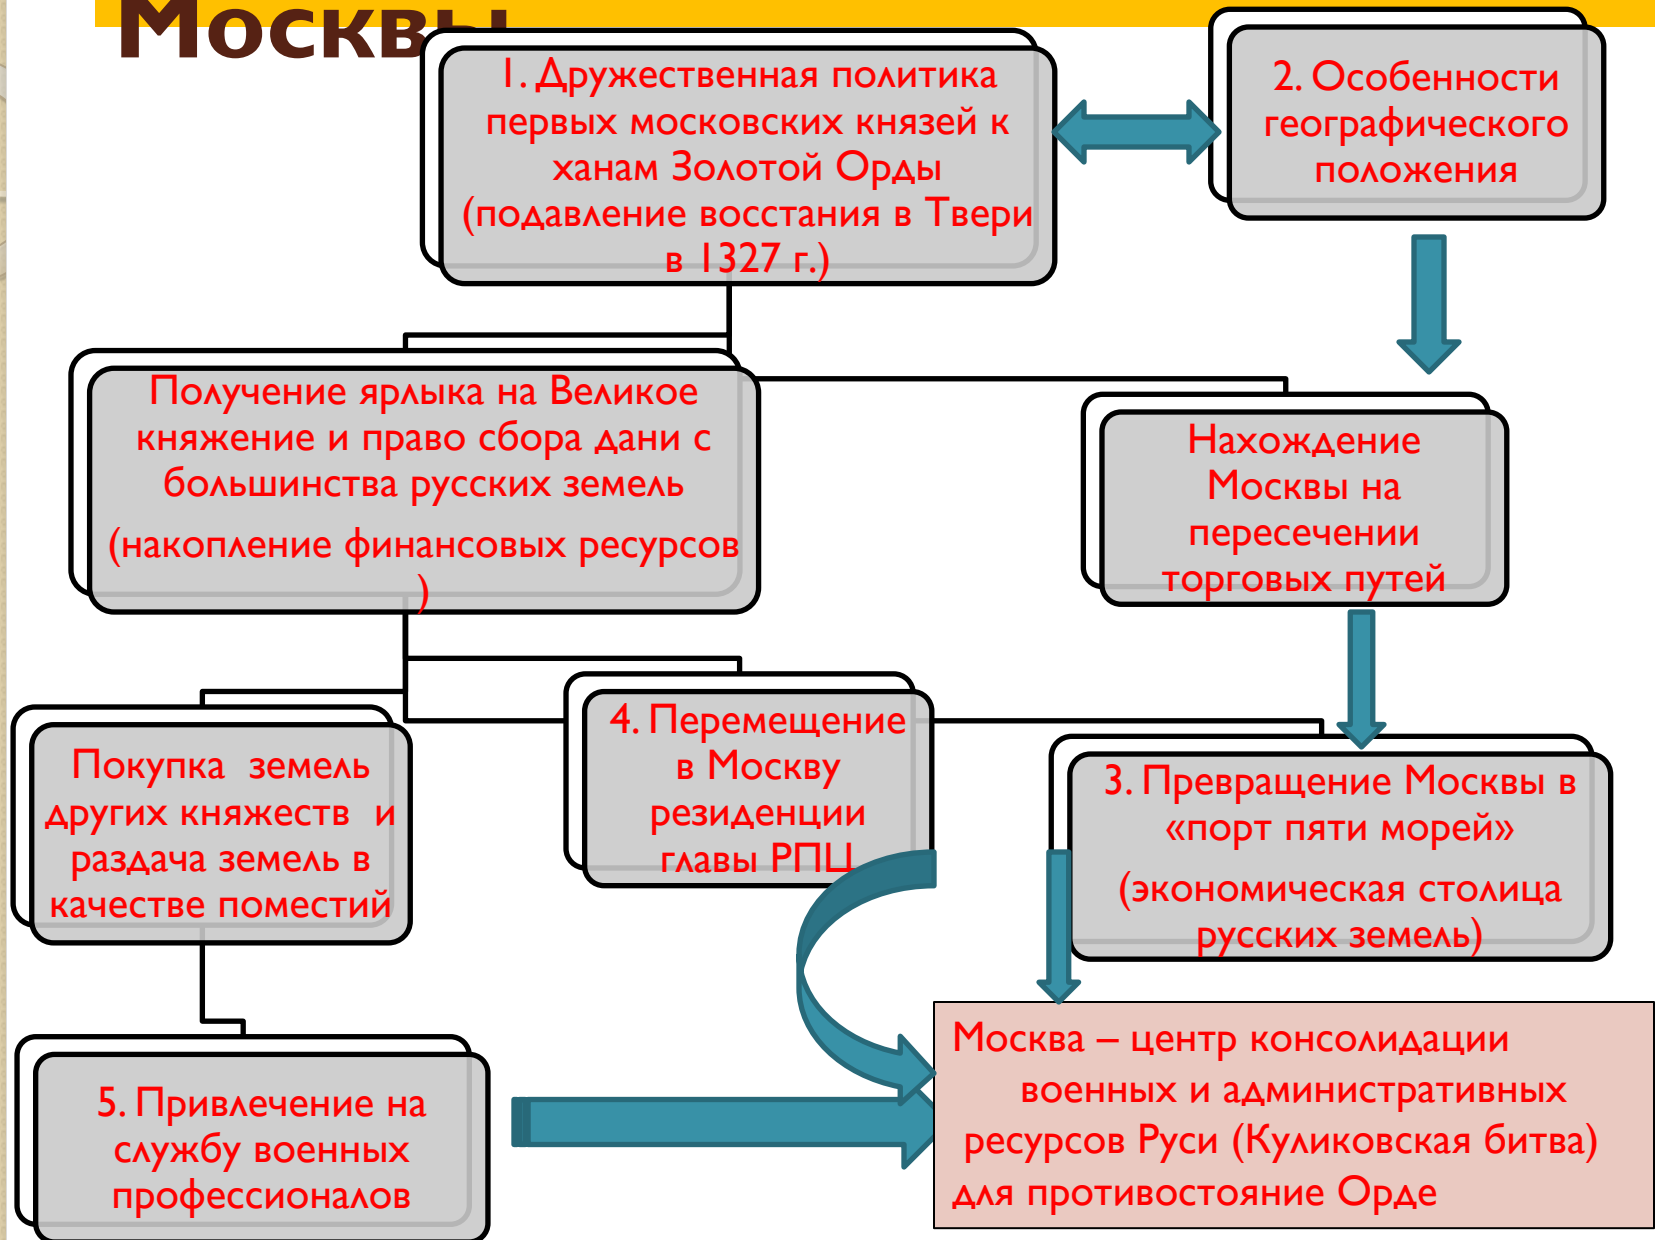 Москвы
1. Дружественная политика
первых московских князей к
ханам Золотой Орды
(подавление восстания в Твери
в 1327 г.)
2. Особенности
географического
положения
Получение ярлыка на Великое
княжение и право сбора дани с
большинства русских земель
(накопление финансовых ресурсов
)
Нахождение
Москвы на
пересечении
торговых путей
Покупка земель
других княжеств и
раздача земель в
качестве поместий
4. Перемещение
в Москву
резиденции
главы РПЦ
3. Превращение Москвы в
«порт пяти морей»
(экономическая столица
русских земель)
5. Привлечение на
службу военных
профессионалов
Москва – центр консолидации
военных и административных
ресурсов Руси (Куликовская битва)
для противостояние Орде